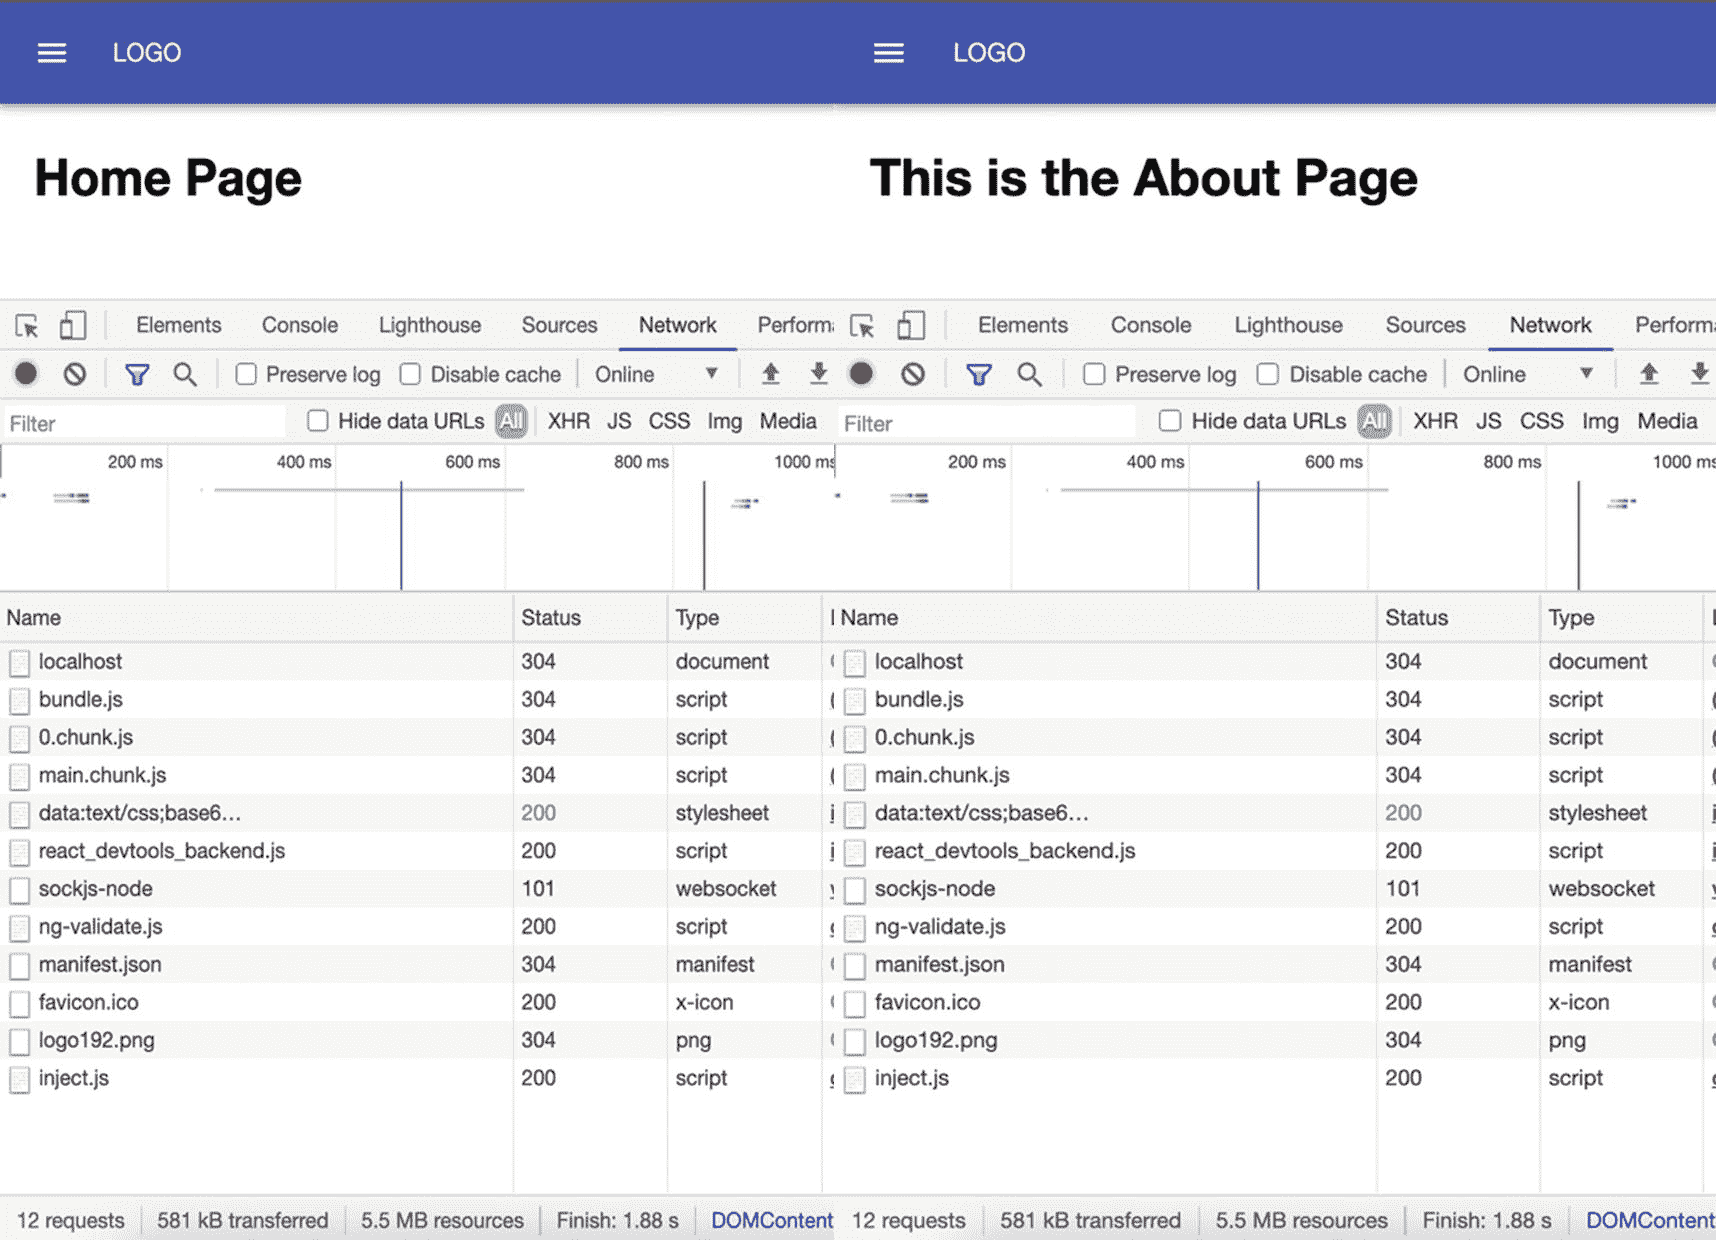 LOGO
Home Page
Elements Console Lighthouse Sources Network Performa
Preserve log Disable cache Online
Filter Hide data URLs All XHR JS CSS Img Media
200 ms 400 ms 600 ms 800 ms 1000 ms
Name Status Type
localhost 304 document
bundle.js 304 script
0.chunk.js 304 script
main.chunk.js 304 script
data:text/css;base6... 200 stylesheet
react_devtools_backend.js 200 script
sockjs-node 101 websocket
ng-validate.js 200 script
manifest.json 304 manifest
favicon.ico 200 x-icon
logo192.png 304 png
inject.js 200 script
12 requests 581 kB transferred 5.5 MB resources Finish: 1.88 s DOMContent
LOGO
This is the About Page
Elements Console Lighthouse Sources Network Performa
Preserve log Disable cache Online
Filter Hide data URLs All XHR JS CSS Img Media
200 ms 400 ms 600 ms 800 ms 1000 ms
Name Status Type
localhost 304 document
bundle.js 304 script
0.chunk.js 304 script
main.chunk.js 304 script
data:text/css;base6... 200 stylesheet
react_devtools_backend.js 200 script
sockjs-node 101 websocket
ng-validate.js 200 script
manifest.json 304 manifest
favicon.ico 200 x-icon
logo192.png 304 png
inject.js 200 script
12 requests 581 kB transferred 5.5 MB resources Finish: 1.88 s DOMContent